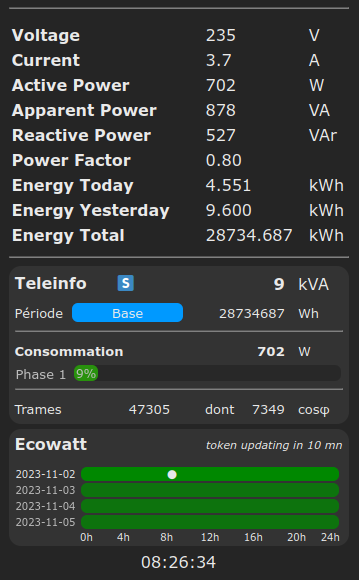 Voltage 235 V
Current 3.7 A
Active Power 702 W
Apparent Power 878 VA
Reactive Power 527 VAr
Power Factor 0.80
Energy Today 4.551 kWh
Energy Yesterday 9.600 kWh
Energy Total 28734.687 kWh
Teleinfo S 9 kVA
Période Base 28734687 Wh
Consommation 702 W
Phase 1 9%
Trames 47305 dont 7349 cosφ
Ecowatt token updating in 10 mn
2023-11-02
2023-11-03
2023-11-04
2023-11-05
0h 4h 8h 12h 16h 20h 24h
08:26:34